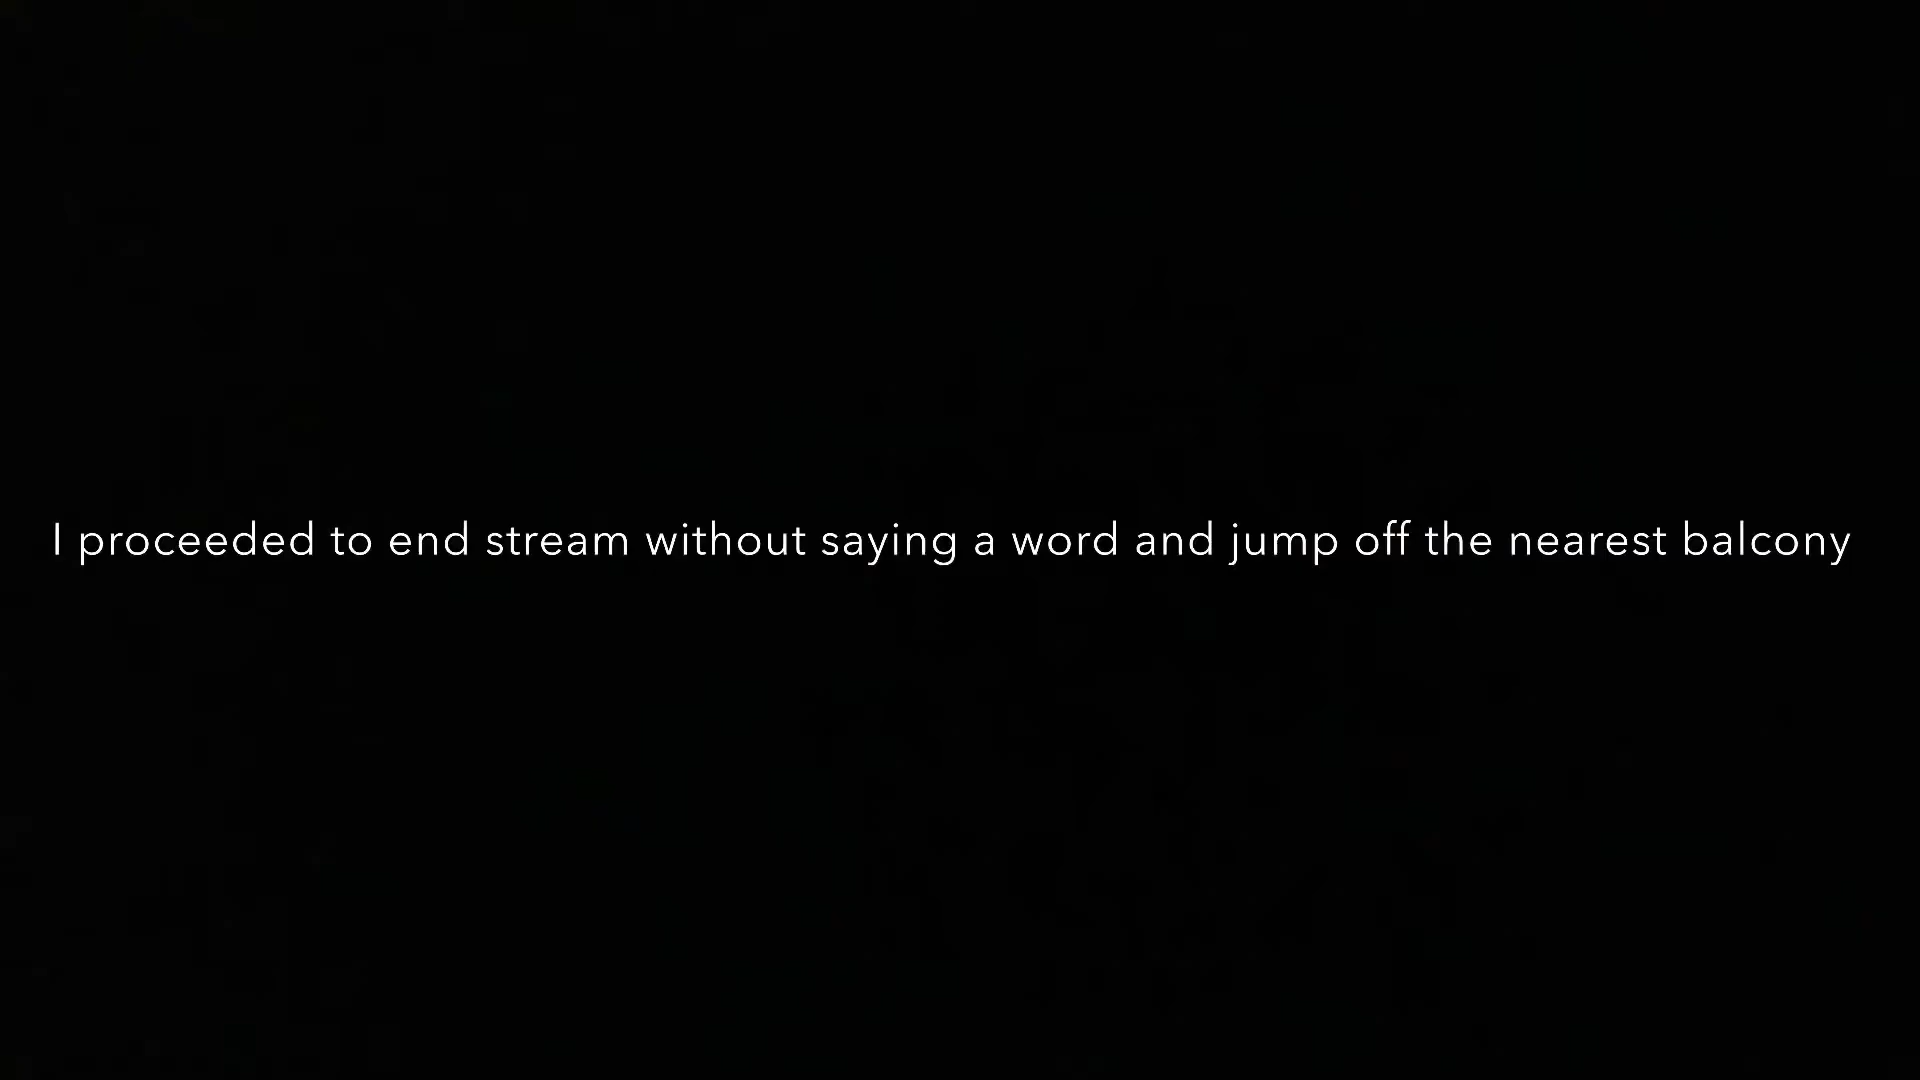 I proceeded to end stream without saying a word and jump off the nearest balcony